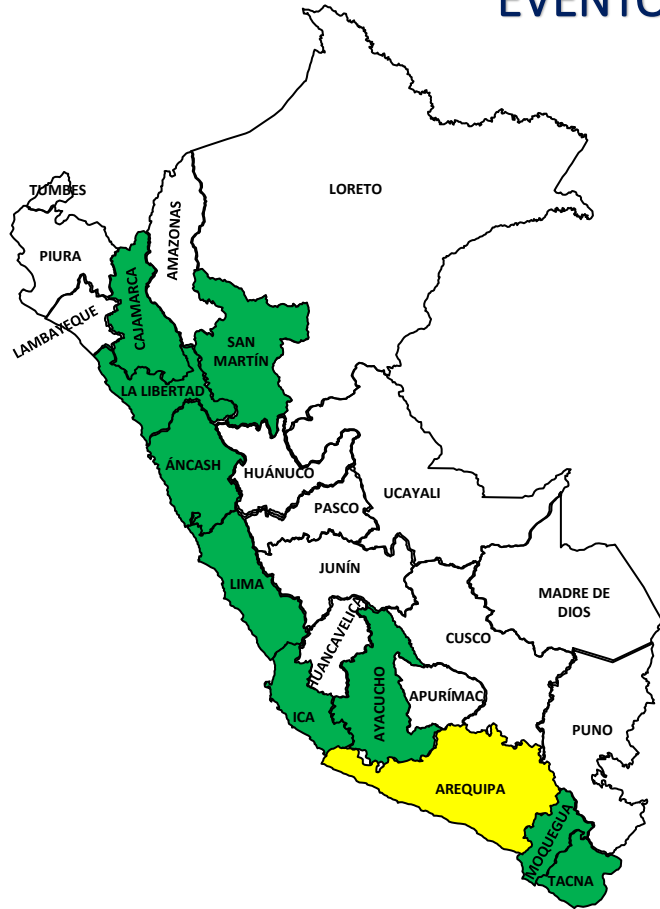 EVENTO
LORETO
TUMBES
AMAZONAS
PIURA
CAJAMARCA
LAMBAYEQUE
SAN
MARTÍN
LA LIBERTAD
ÁNCASH
HUÁNUCO
UCAYALI
PASCO
JUNÍN
LIMA
MADRE DE
DIOS
HUANCAVELICA
CUSCO
AYACUCHO
APURÍMAC
ICA
PUNO
AREQUIPA
MOQUEGUA
TACNA